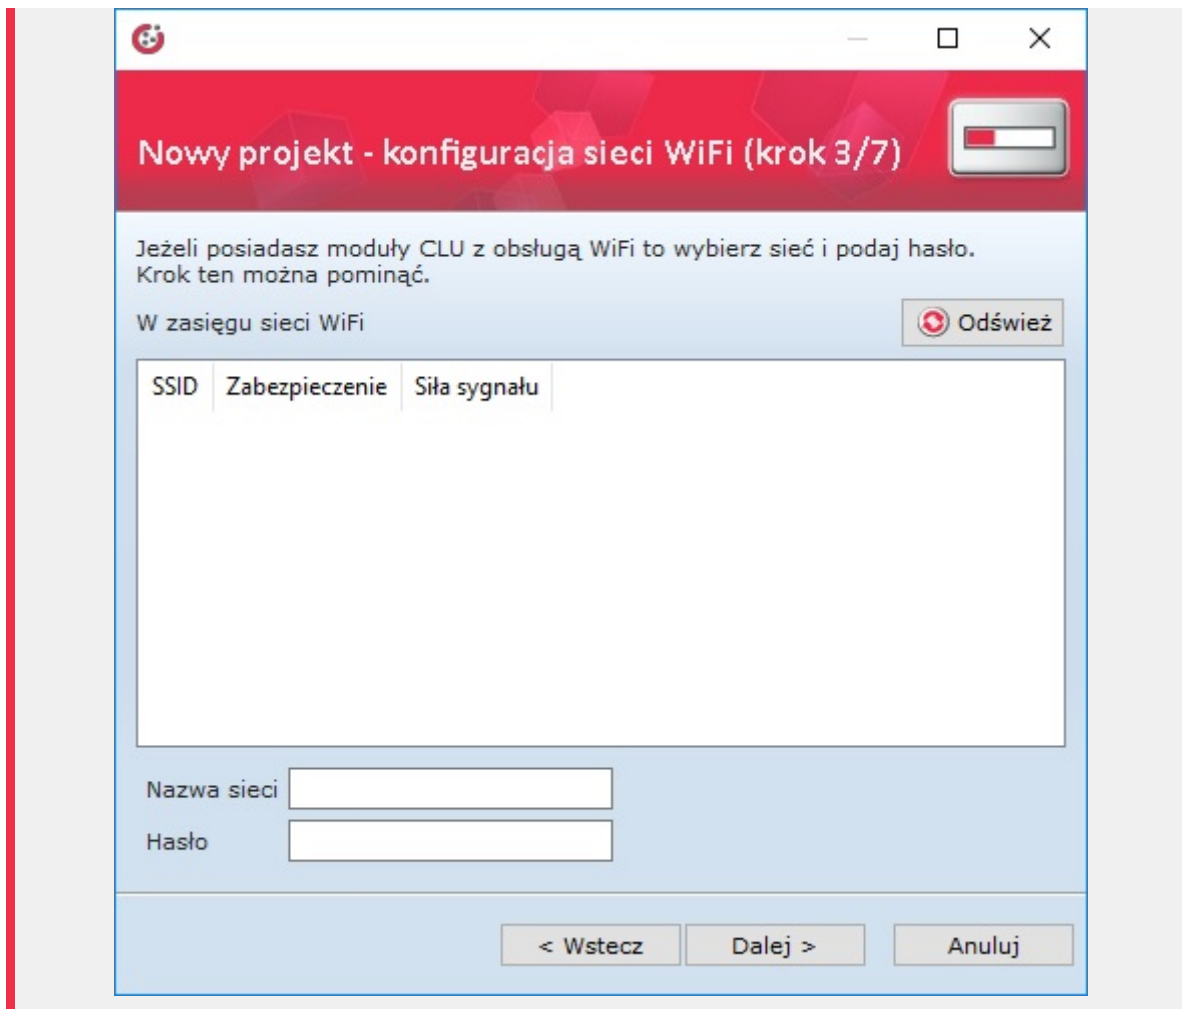 Nowy projekt - konfiguracja sieci WiFi (krok 3/7)
Jeżeli posiadasz moduły CLU z obsługą WiFi to wybierz sieć i podaj hasło.
Krok ten można pominąć.
W zasięgu sieci WiFi
Odśwież
SSID Zabezpieczenie Siła sygnału
Nazwa sieci
Hasło
< Wstecz Dalej > Anuluj